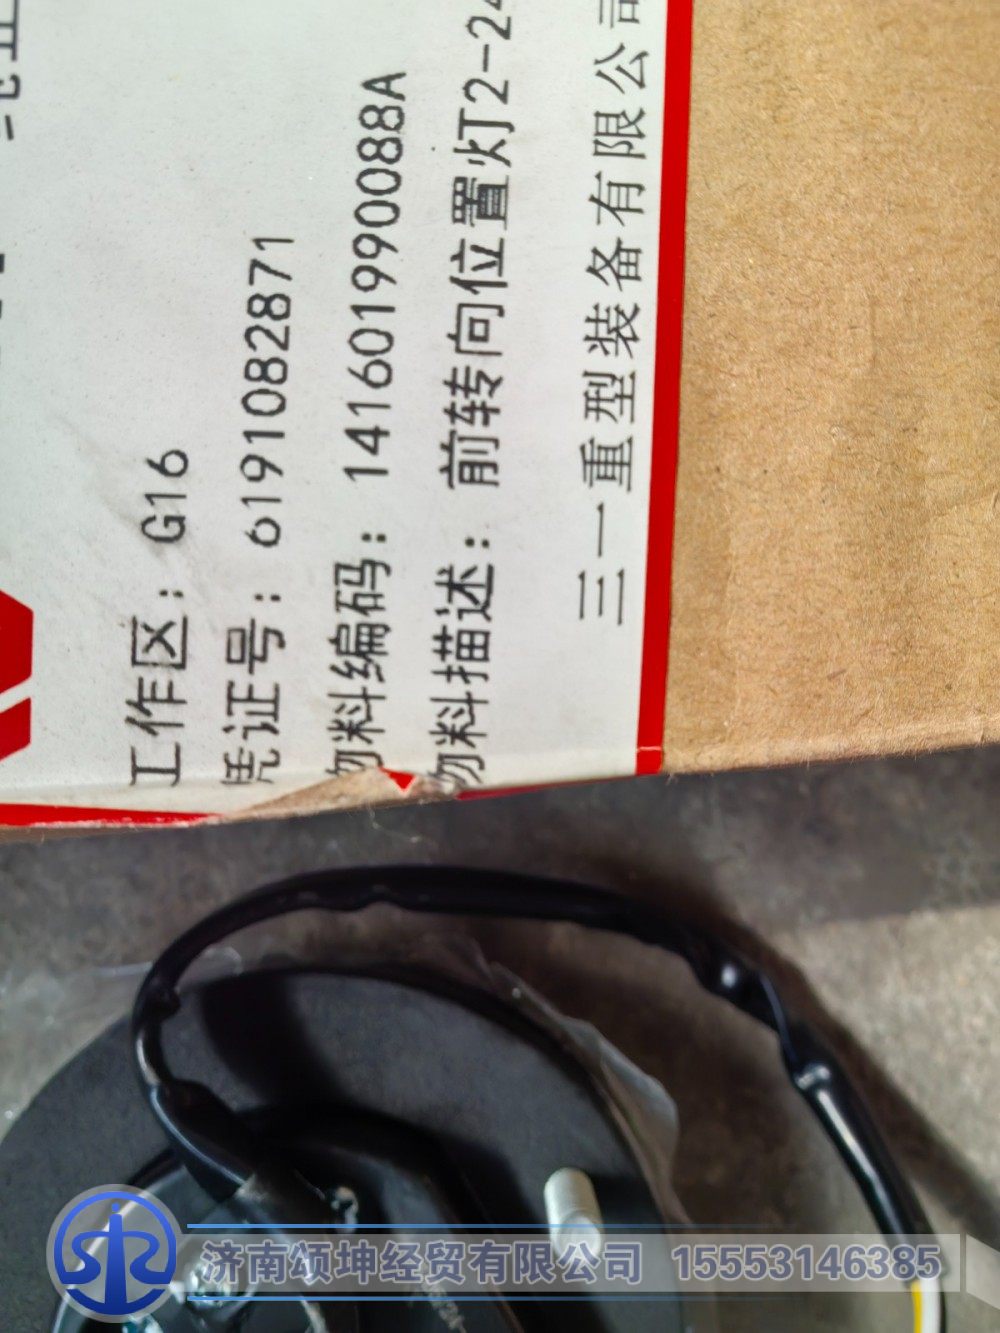 工作区：G16
凭证号：6191082871
物料编码：141601990088A
物料描述：前转向位置灯2-24
三一重型装备有限公司
济南颂坤经贸有限公司 15553146385